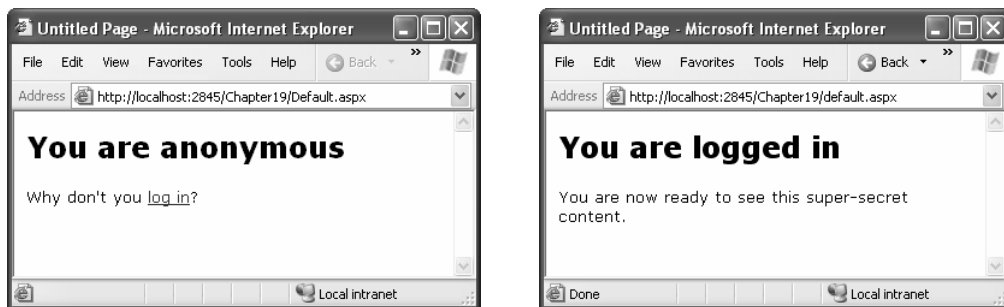 Untitled Page - Microsoft Internet Explorer
File Edit View Favorites Tools Help Back »
Address http://localhost:2845/Chapter19/Default.aspx
You are anonymous
Why don't you log in?
Local intranet
Untitled Page - Microsoft Internet Explorer
File Edit View Favorites Tools Help Back »
Address http://localhost:2845/Chapter19/default.aspx
You are logged in
You are now ready to see this super-secret
content.
Done Local intranet